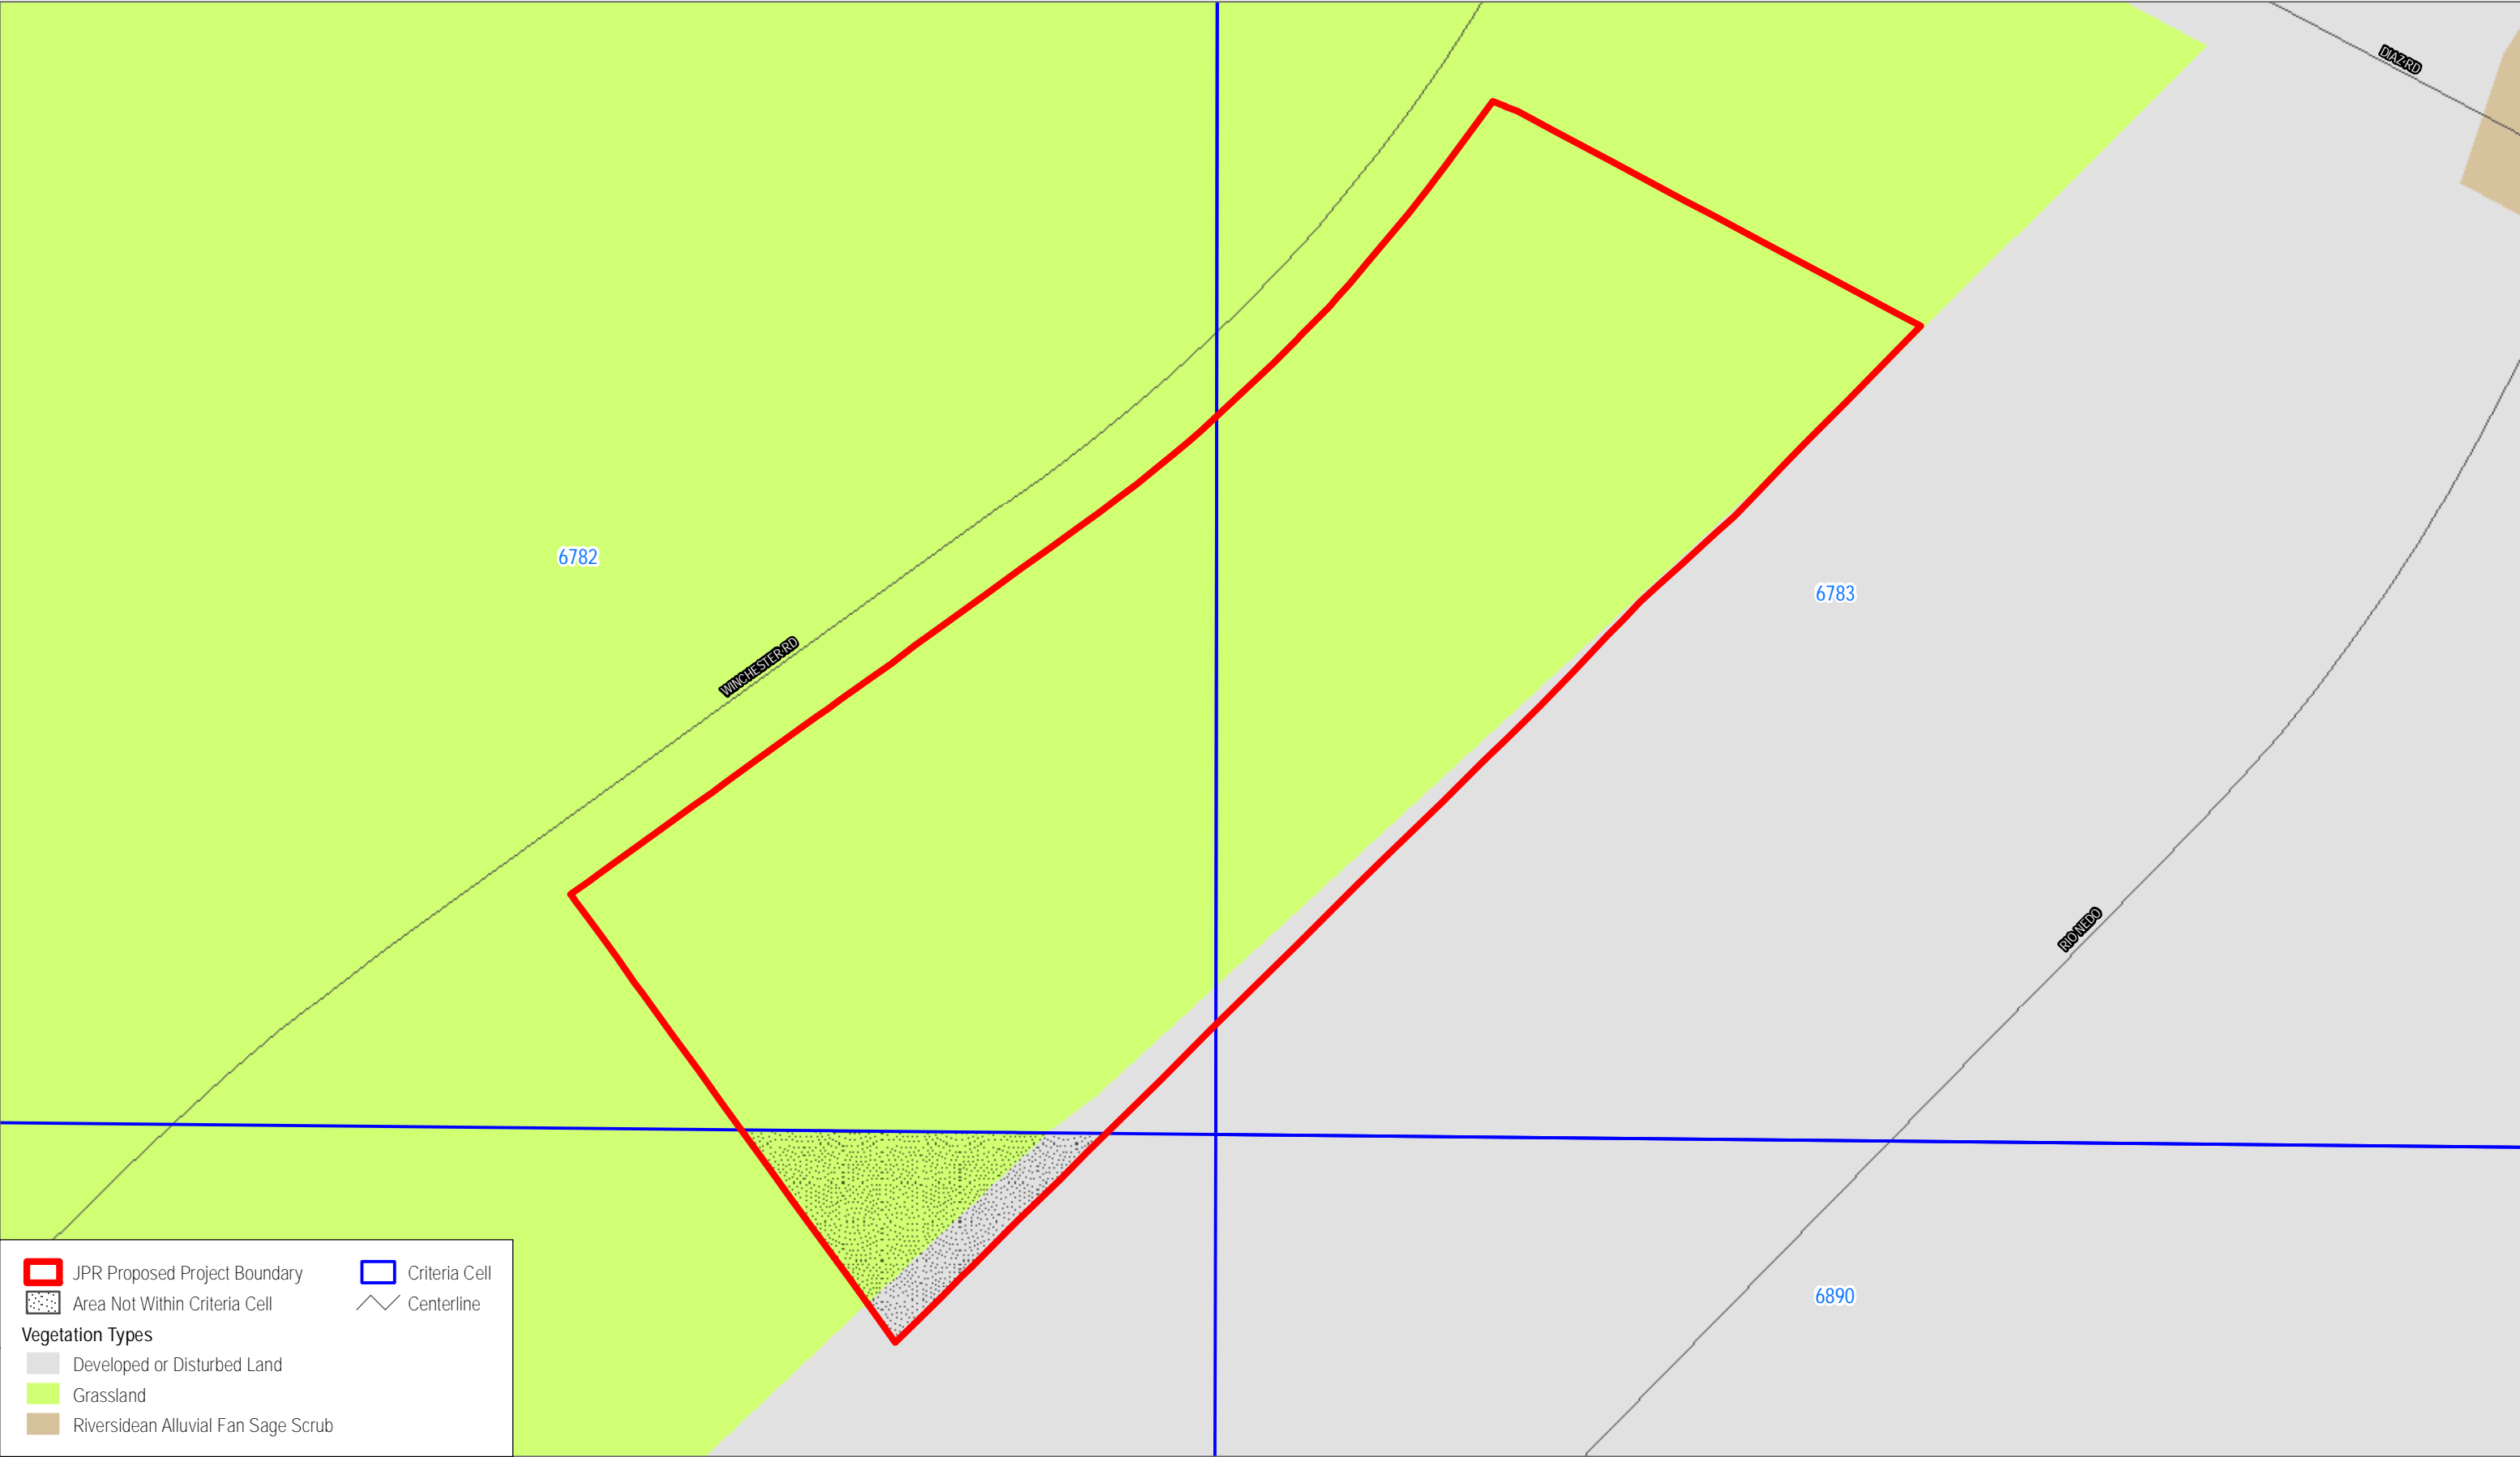 DIAZ RD
6782
6783
WINCHESTER RD
RIO NEDO
6890
JPR Proposed Project Boundary
Criteria Cell
Area Not Within Criteria Cell
Centerline
Vegetation Types
Developed or Disturbed Land
Grassland
Riversidean Alluvial Fan Sage Scrub